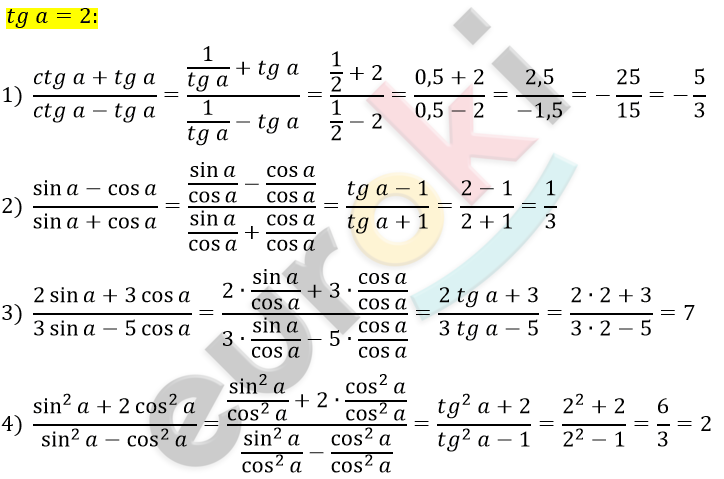 tg a = 2:
1) (ctg a + tg a)/(ctg a − tg a) = (1/(tg a) + tg a)/(1/(tg a) − tg a) = (1/2 + 2)/(1/2 − 2) = (0,5 + 2)/(0,5 − 2) = 2,5/(−1,5) = −25/15 = −5/3
2) (sin a − cos a)/(sin a + cos a) = (sin a/cos a − cos a/cos a)/(sin a/cos a + cos a/cos a) = (tg a − 1)/(tg a + 1) = (2 − 1)/(2 + 1) = 1/3
3) (2 sin a + 3 cos a)/(3 sin a − 5 cos a) = (2 · sin a/cos a + 3 · cos a/cos a)/(3 · sin a/cos a − 5 · cos a/cos a) = (2 tg a + 3)/(3 tg a − 5) = (2 · 2 + 3)/(3 · 2 − 5) = 7
4) (sin² a + 2 cos² a)/(sin² a − cos² a) = (sin² a/cos² a + 2 · cos² a/cos² a)/(sin² a/cos² a − cos² a/cos² a) = (tg² a + 2)/(tg² a − 1) = (2² + 2)/(2² − 1) = 6/3 = 2
euroki